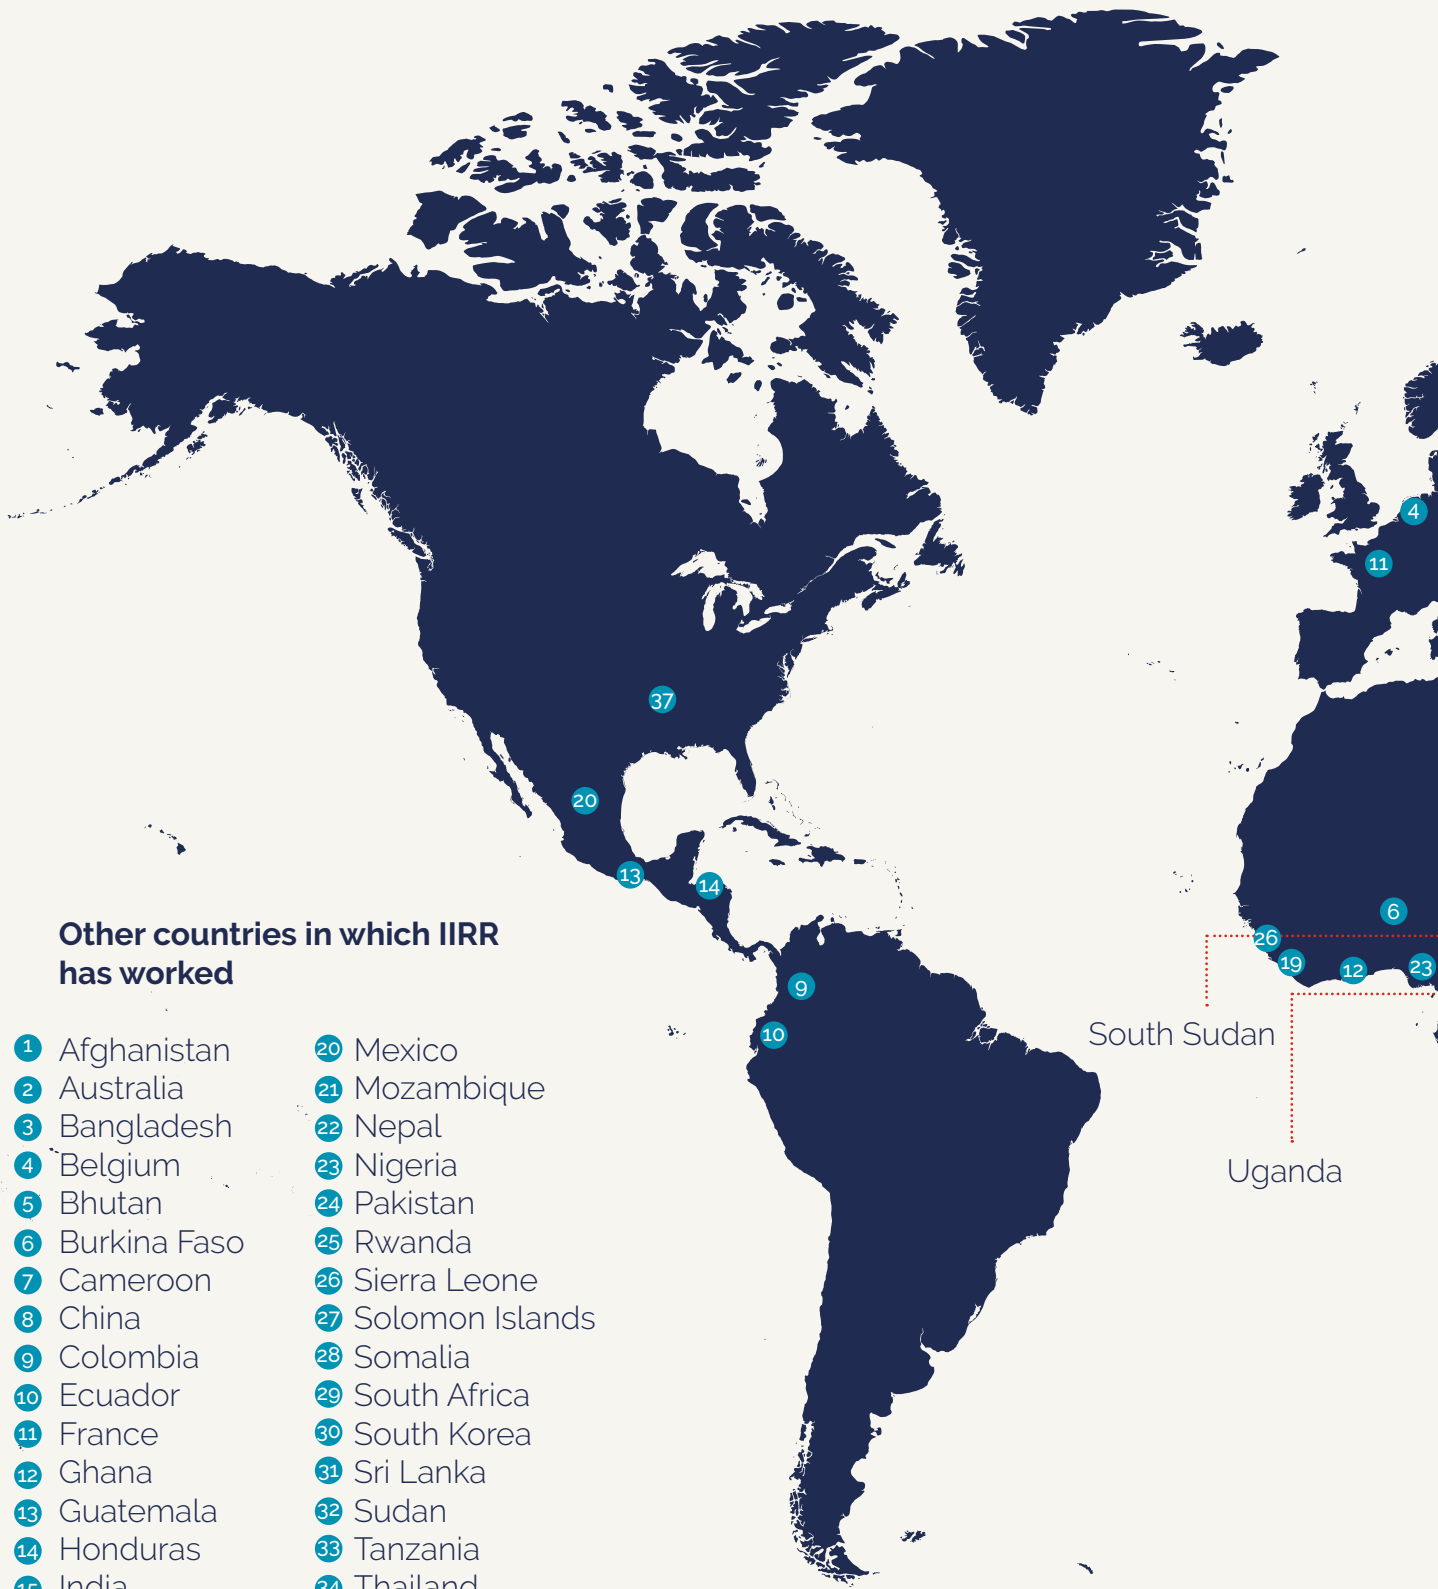 4
11
37
20
13
14
6
26
19
12
23
9
10
South Sudan
Uganda
Other countries in which IIRR
has worked
1 Afghanistan
2 Australia
3 Bangladesh
4 Belgium
5 Bhutan
6 Burkina Faso
7 Cameroon
8 China
9 Colombia
10 Ecuador
11 France
12 Ghana
13 Guatemala
14 Honduras
15 India
20 Mexico
21 Mozambique
22 Nepal
23 Nigeria
24 Pakistan
25 Rwanda
26 Sierra Leone
27 Solomon Islands
28 Somalia
29 South Africa
30 South Korea
31 Sri Lanka
32 Sudan
33 Tanzania
34 Thailand